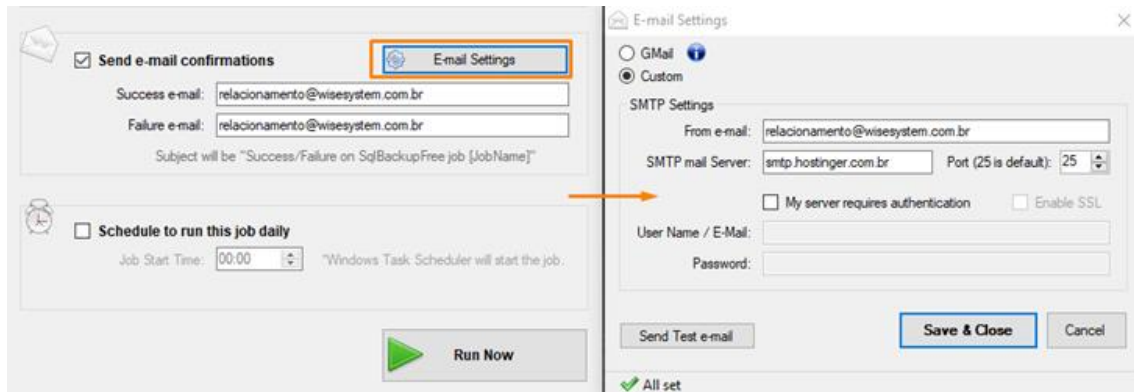 Send e-mail confirmations
E-mail Settings
Success e-mail: relacionamento@wisesystem.com.br
Failure e-mail: relacionamento@wisesystem.com.br
Subject will be "Success/Failure on SqlBackupFree job [JobName]"
Schedule to run this job daily
Job Start Time: 00:00 "Windows Task Scheduler will start the job.
Run Now
E-mail Settings
GMail
Custom
SMTP Settings
From e-mail: relacionamento@wisesystem.com.br
SMTP mail Server: smtp.hostinger.com.br Port (25 is default): 25
My server requires authentication Enable SSL
User Name / E-Mail:
Password:
Send Test e-mail Save & Close Cancel
All set